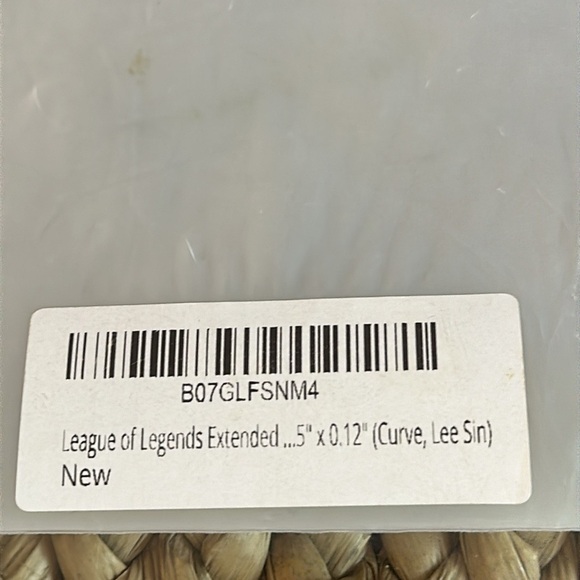 B07GLFSNM4
League of Legends Extended ...5" x 0.12" (Curve, Lee Sin)
New